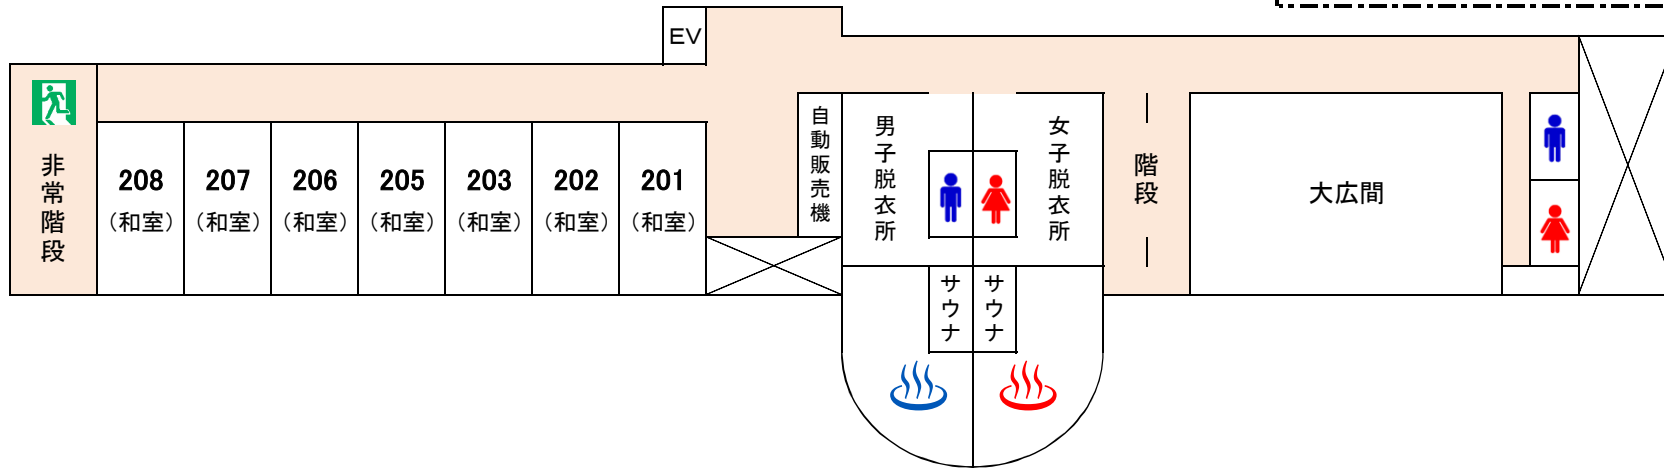 EV
非常階段
208
(和室)
207
(和室)
206
(和室)
205
(和室)
203
(和室)
202
(和室)
201
(和室)
自動販売機
男子脱衣所
女子脱衣所
サウナ
サウナ
階段
大広間